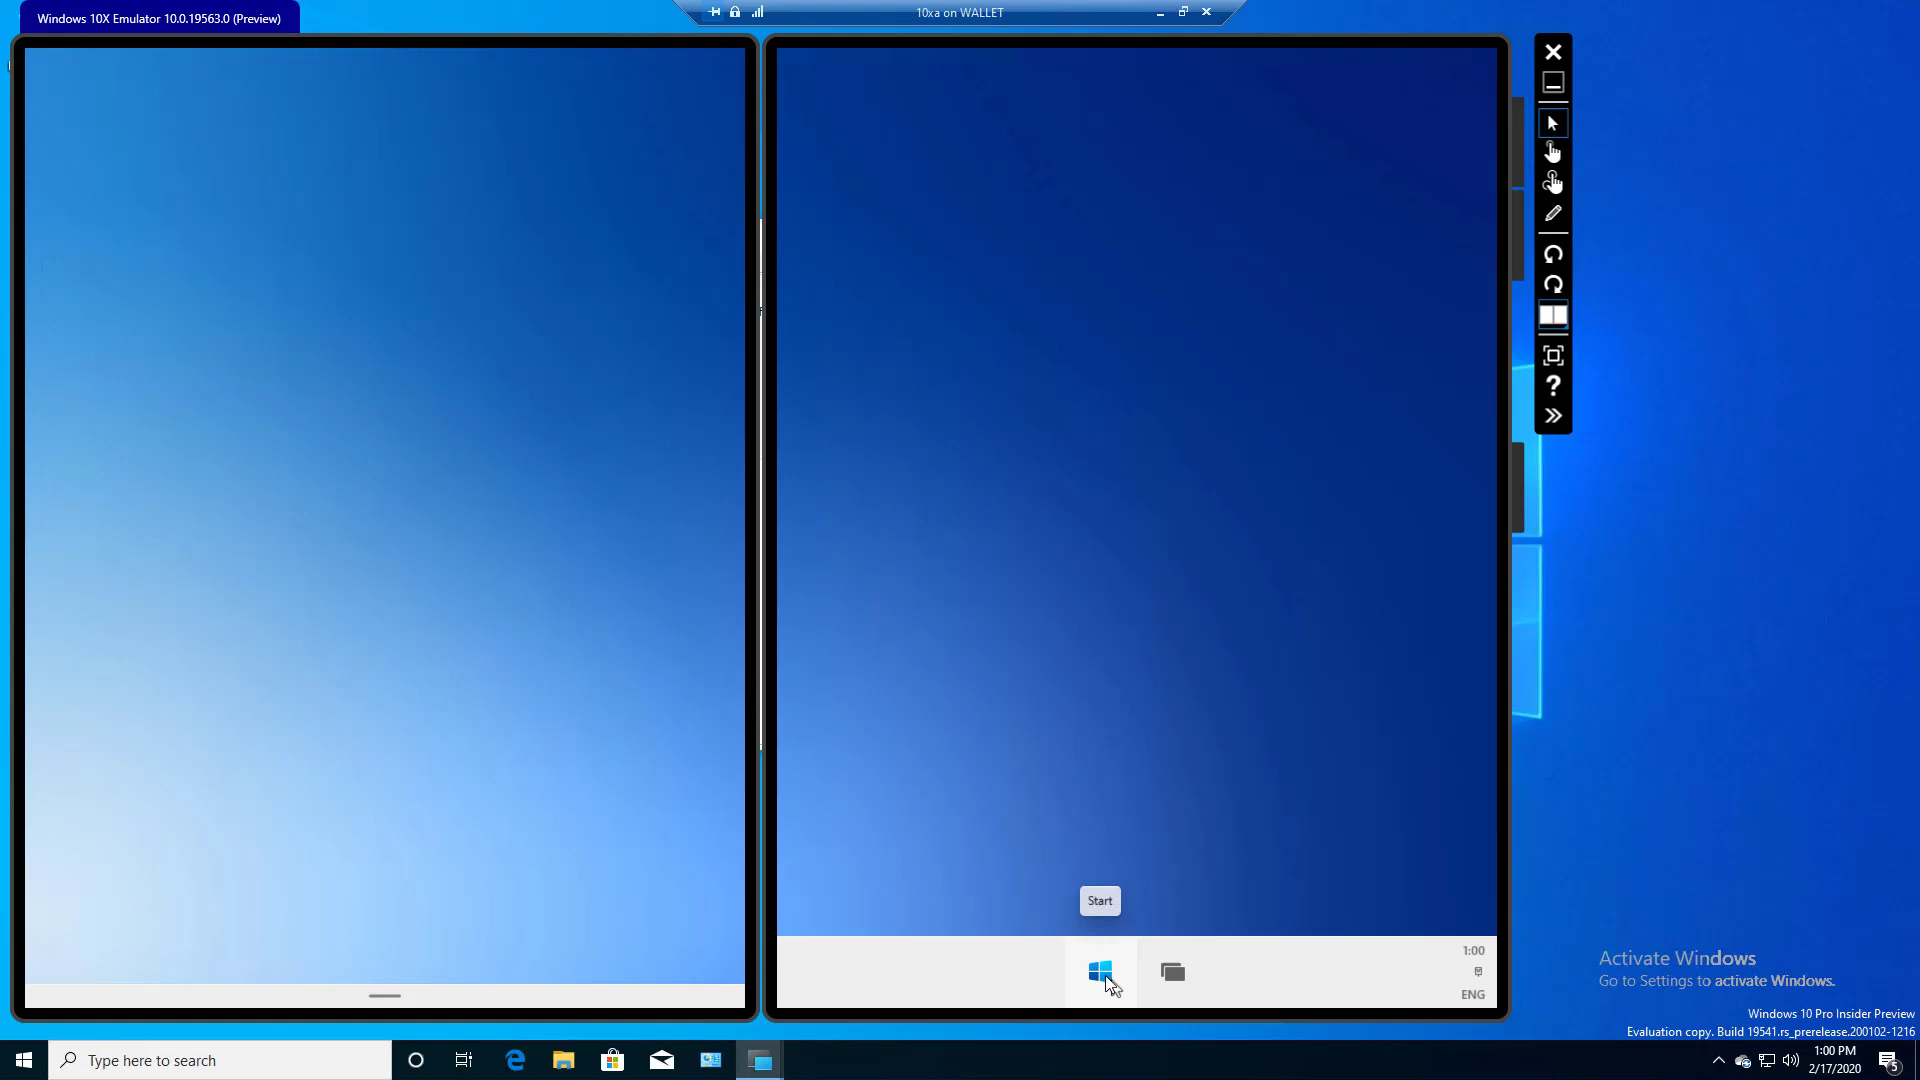 Windows 10X Emulator 10.0.19563.0 (Preview)
10xa on WALLET
Start
1:00
ENG
Activate Windows
Go to Settings to activate Windows.
Windows 10 Pro Insider Preview
Evaluation copy. Build 19541.rs_prerelease.200102-1216
Type here to search
1:00 PM
2/17/2020
5